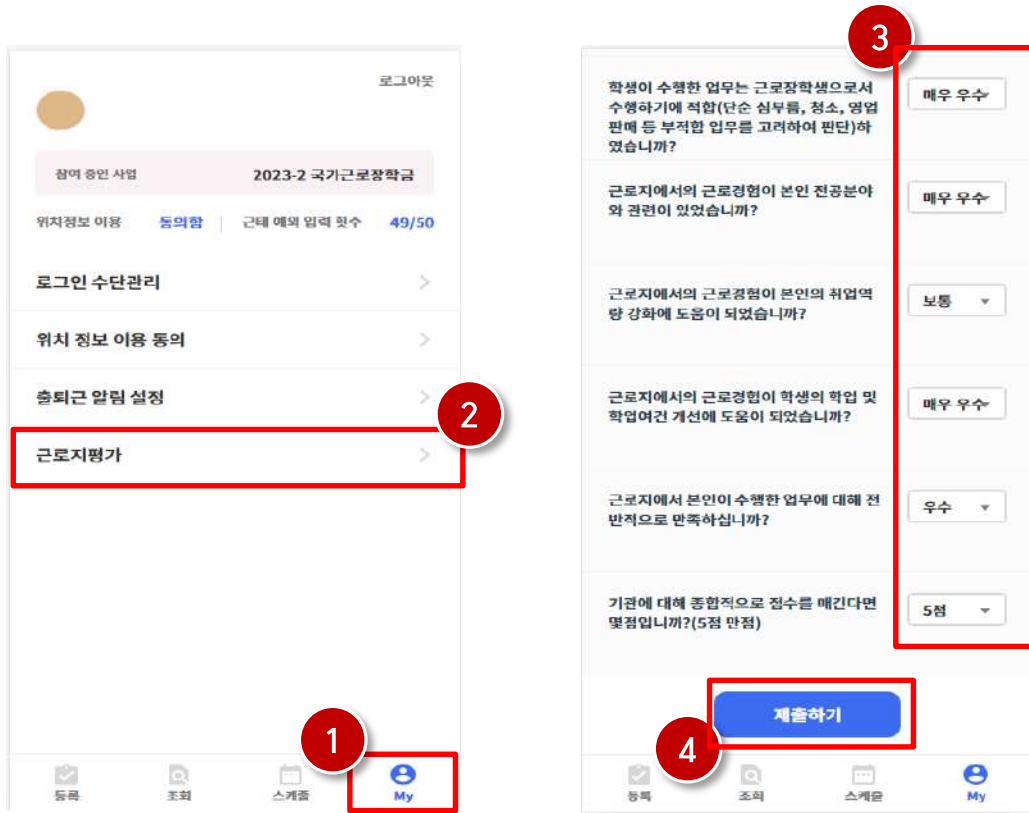 로그아웃
참여 중인 사업 2023-2 국가근로장학금
위치정보 이용 동의함 근태 예외 입력 횟수 49/50
로그인 수단관리
위치 정보 이용 동의
출퇴근 알림 설정
2
근로지평가
1
등록 조회 스케줄 My
3
학생이 수행한 업무는 근로장학생으로서
수행하기에 적합(단순 심부름, 청소, 영업
판매 등 부적합 업무를 고려하여 판단)하
였습니까?
매우 우수
근로지에서의 근로경험이 본인 전공분야
와 관련이 있었습니까?
매우 우수
근로지에서의 근로경험이 본인의 취업역
량 강화에 도움이 되었습니까?
보통
근로지에서의 근로경험이 학생의 학업 및
학업여건 개선에 도움이 되었습니까?
매우 우수
근로지에서 본인이 수행한 업무에 대해 전
반적으로 만족하십니까?
우수
기관에 대해 종합적으로 점수를 매긴다면
몇점입니까?(5점 만점)
5점
제출하기
4
등록 조회 스케줄 My